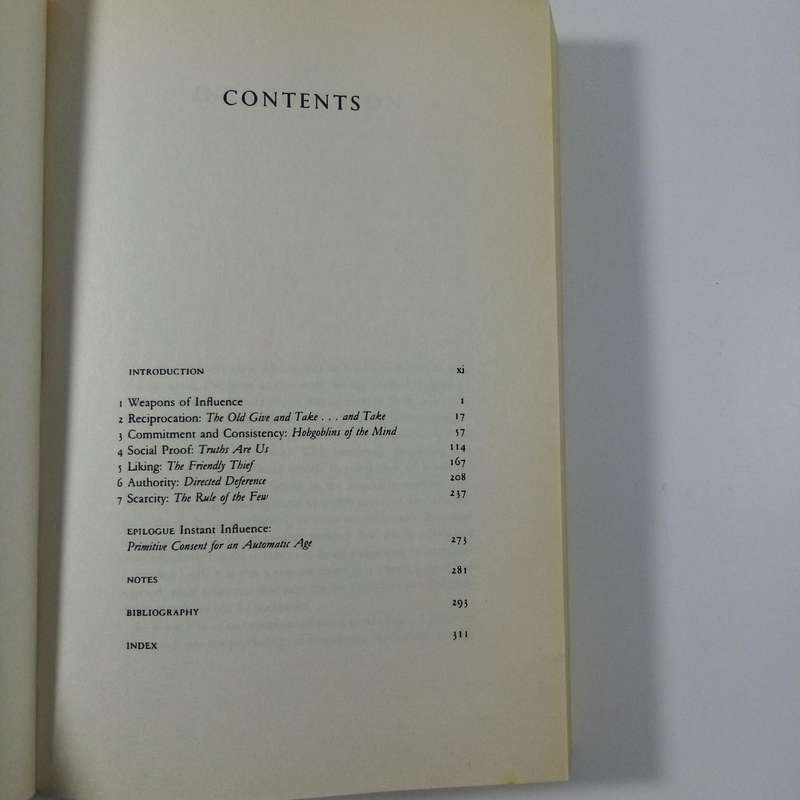 CONTENTS
INTRODUCTION xi
1 Weapons of Influence 1
2 Reciprocation: The Old Give and Take . . . and Take 17
3 Commitment and Consistency: Hobgoblins of the Mind 57
4 Social Proof: Truths Are Us 114
5 Liking: The Friendly Thief 167
6 Authority: Directed Deference 208
7 Scarcity: The Rule of the Few 237
EPILOGUE Instant Influence:
Primitive Consent for an Automatic Age 273
NOTES 281
BIBLIOGRAPHY 293
INDEX 311